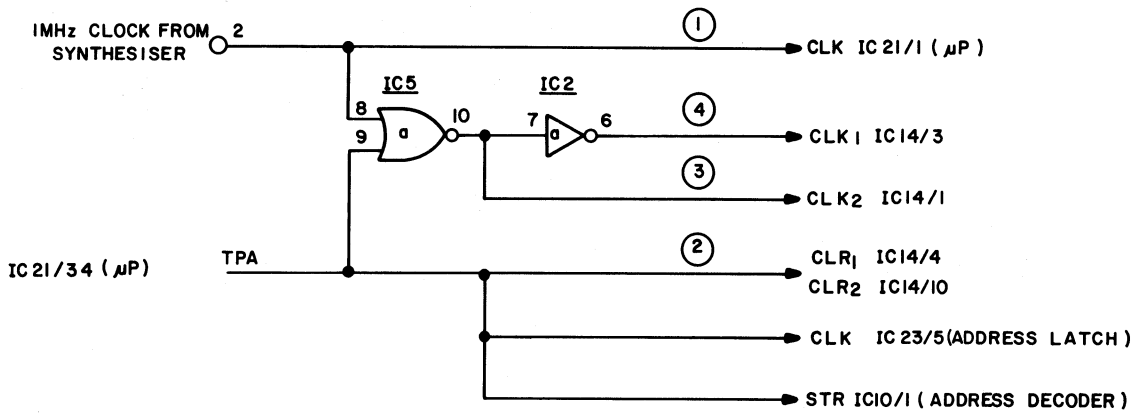 1MHz CLOCK FROM
SYNTHESISER
2
1
CLK IC21/1 (µP)
IC5
IC2
8
9
a
10
7
a
6
4
CLK1 IC14/3
3
CLK2 IC14/1
IC21/34 (µP)
TPA
2
CLR1 IC14/4
CLR2 IC14/10
CLK IC23/5(ADDRESS LATCH)
STR IC10/1 (ADDRESS DECODER)